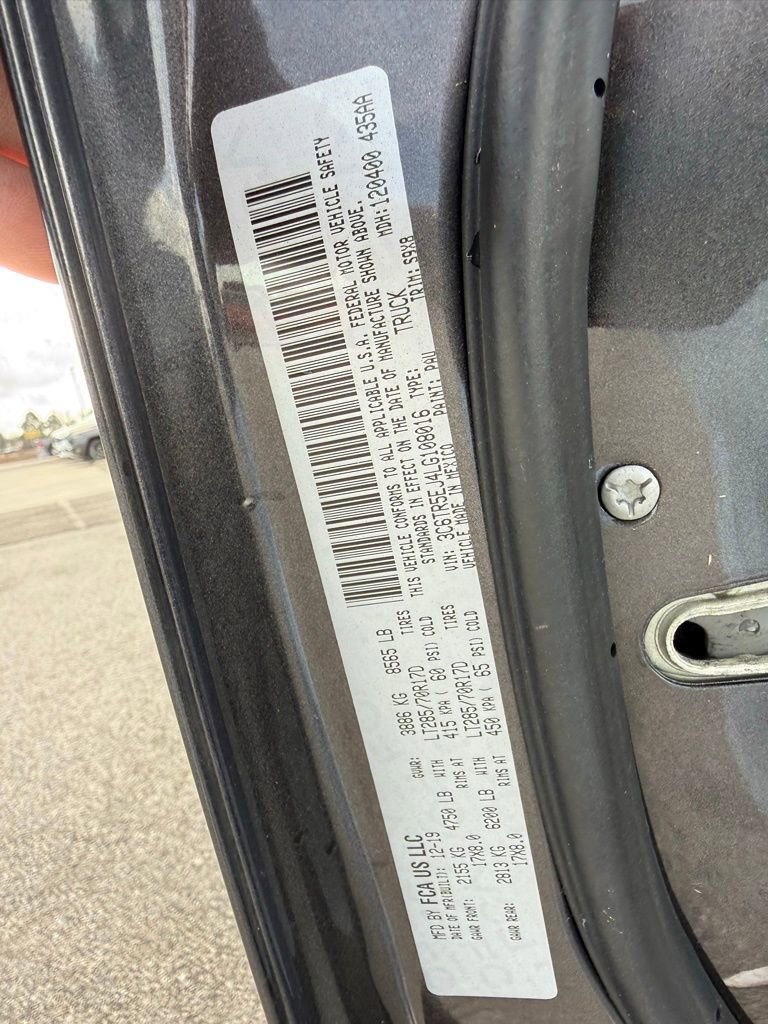 MFD BY FCA US LLC
DATE OF MFR(BUILT): 12-19 GVWR: 3886 KG 8565 LB
GAWR FRONT: 2155 KG 4750 LB WITH LT285/70R17D TIRES
17X8.0 RIMS AT 415 KPA ( 60 PSI) COLD
GAWR REAR: 2813 KG 6200 LB WITH LT285/70R17D TIRES
17X8.0 RIMS AT 450 KPA ( 65 PSI) COLD
THIS VEHICLE CONFORMS TO ALL APPLICABLE U.S.A. FEDERAL MOTOR VEHICLE SAFETY
STANDARDS IN EFFECT ON THE DATE OF MANUFACTURE SHOWN ABOVE.
VIN: 3C6TR5EJ4LG108016 TYPE: TRUCK MDH: 120400 435AA
VEHICLE MADE IN MEXICO PAINT: PAU TRIM: S9X8